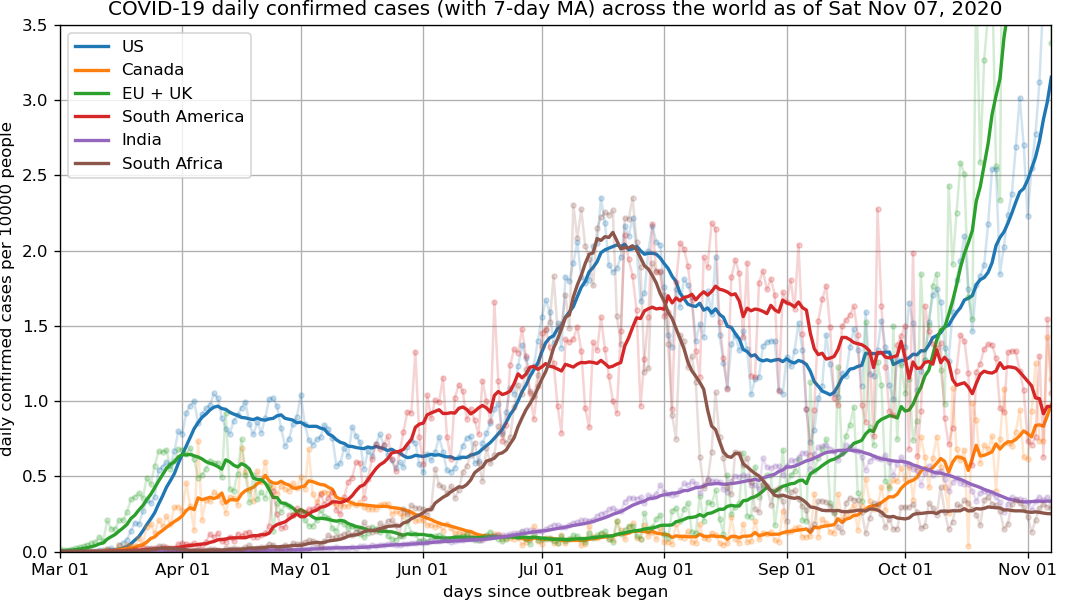 COVID-19 daily confirmed cases (with 7-day MA) across the world as of Sat Nov 07, 2020
daily confirmed cases per 10000 people
3.5
3.0
2.5
2.0
1.5
1.0
0.5
0.0
US
Canada
EU + UK
South America
India
South Africa
Mar 01 Apr 01 May 01 Jun 01 Jul 01 Aug 01 Sep 01 Oct 01 Nov 01
days since outbreak began